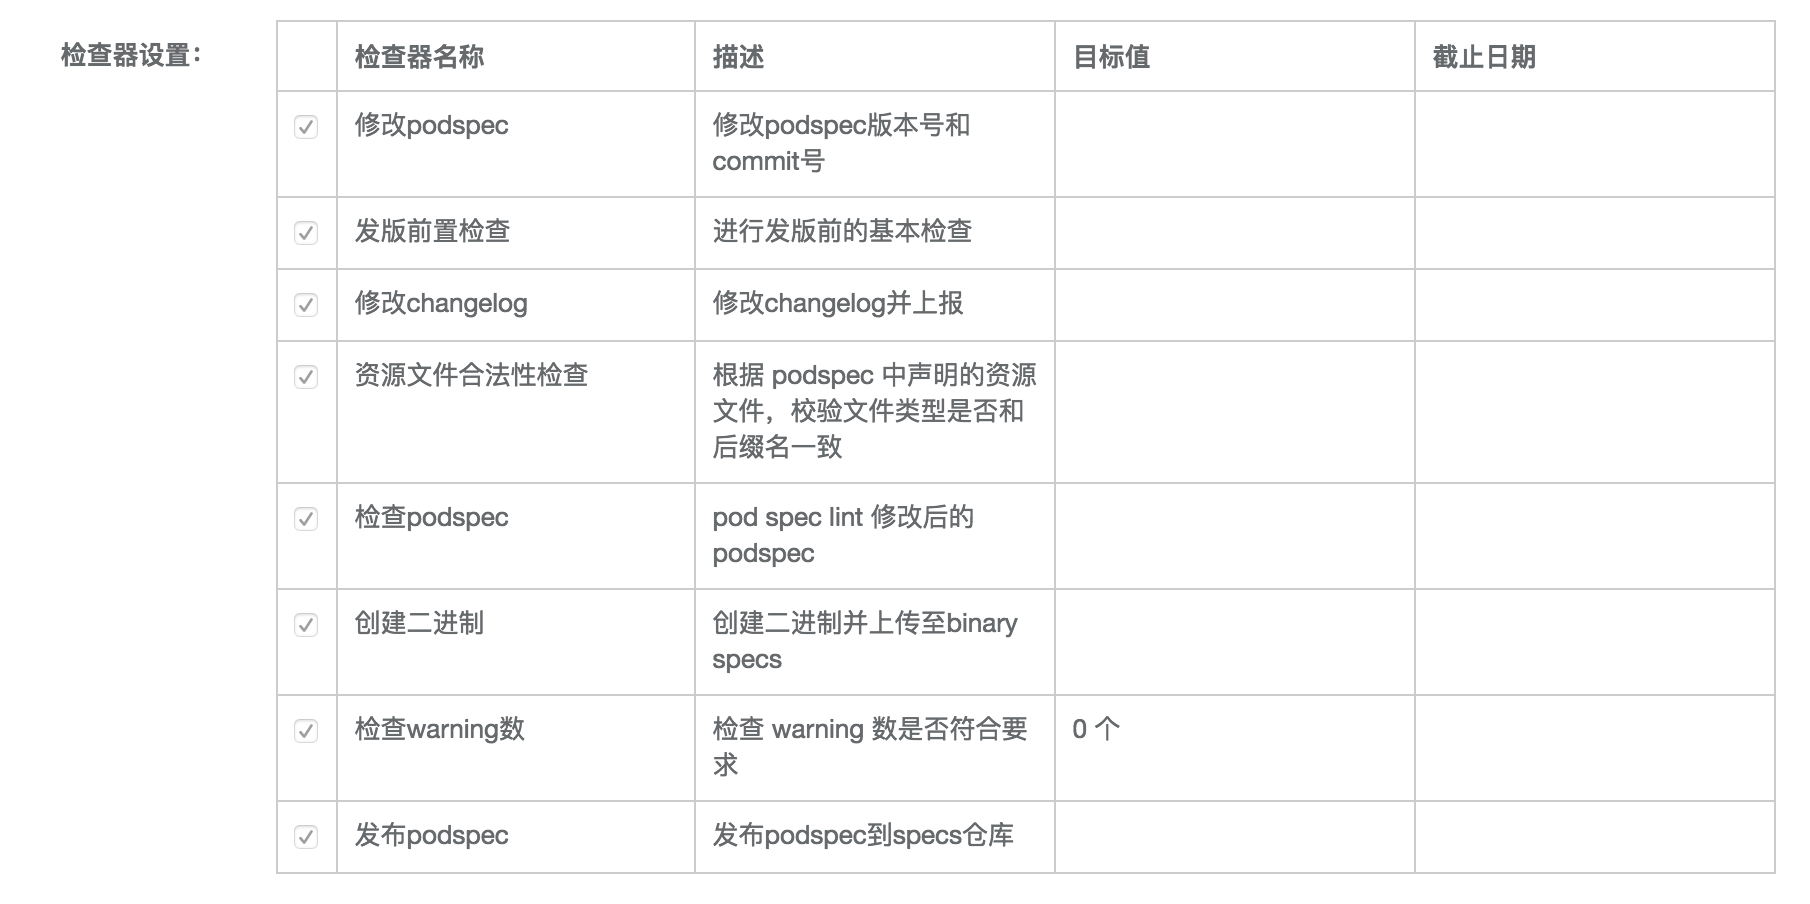 检查器设置：
检查器名称 描述 目标值 截止日期
修改podspec 修改podspec版本号和
commit号
发版前置检查 进行发版前的基本检查
修改changelog 修改changelog并上报
资源文件合法性检查 根据 podspec 中声明的资源
文件，校验文件类型是否和
后缀名一致
检查podspec pod spec lint 修改后的
podspec
创建二进制 创建二进制并上传至binary
specs
检查warning数 检查 warning 数是否符合要 0 个
求
发布podspec 发布podspec到specs仓库